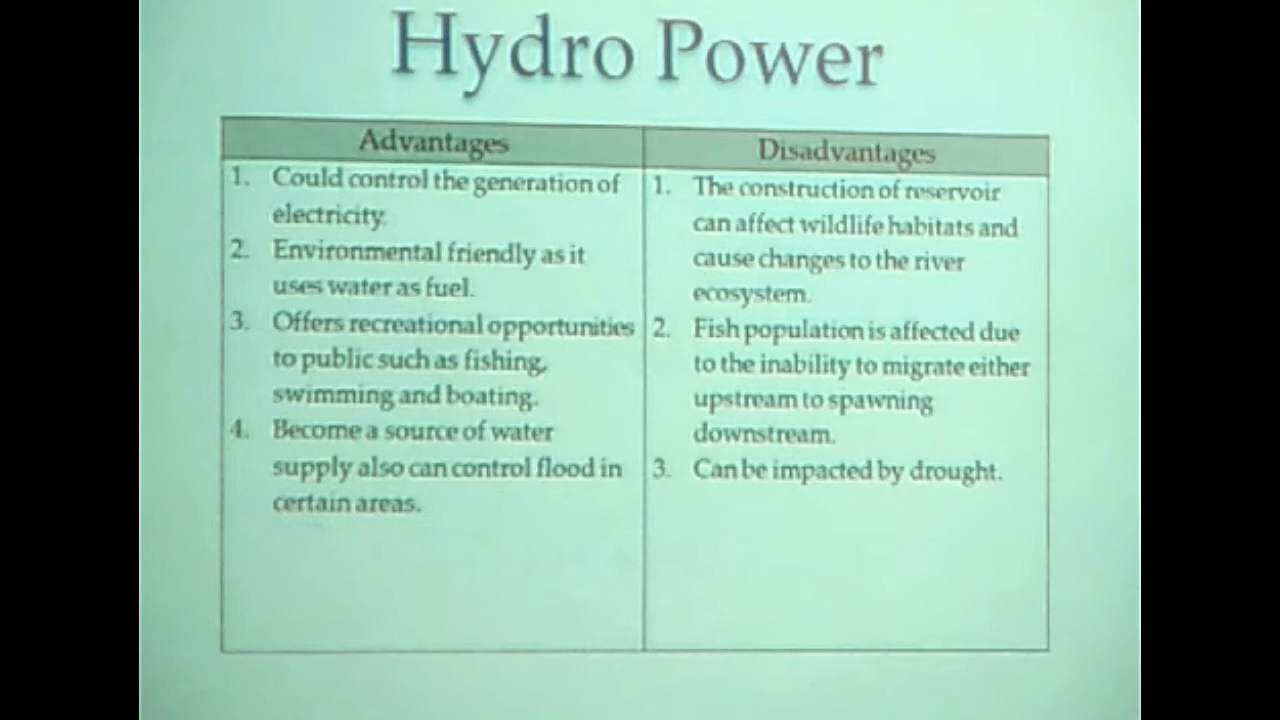 Hydro Power
Advantages
1. Could control the generation of
electricity.
2. Environmental friendly as it
uses water as fuel.
3. Offers recreational opportunities
to public such as fishing,
swimming and boating.
4. Become a source of water
supply also can control flood in
certain areas.
Disadvantages
1. The construction of reservoir
can affect wildlife habitats and
cause changes to the river
ecosystem.
2. Fish population is affected due
to the inability to migrate either
upstream to spawning
downstream.
3. Can be impacted by drought.